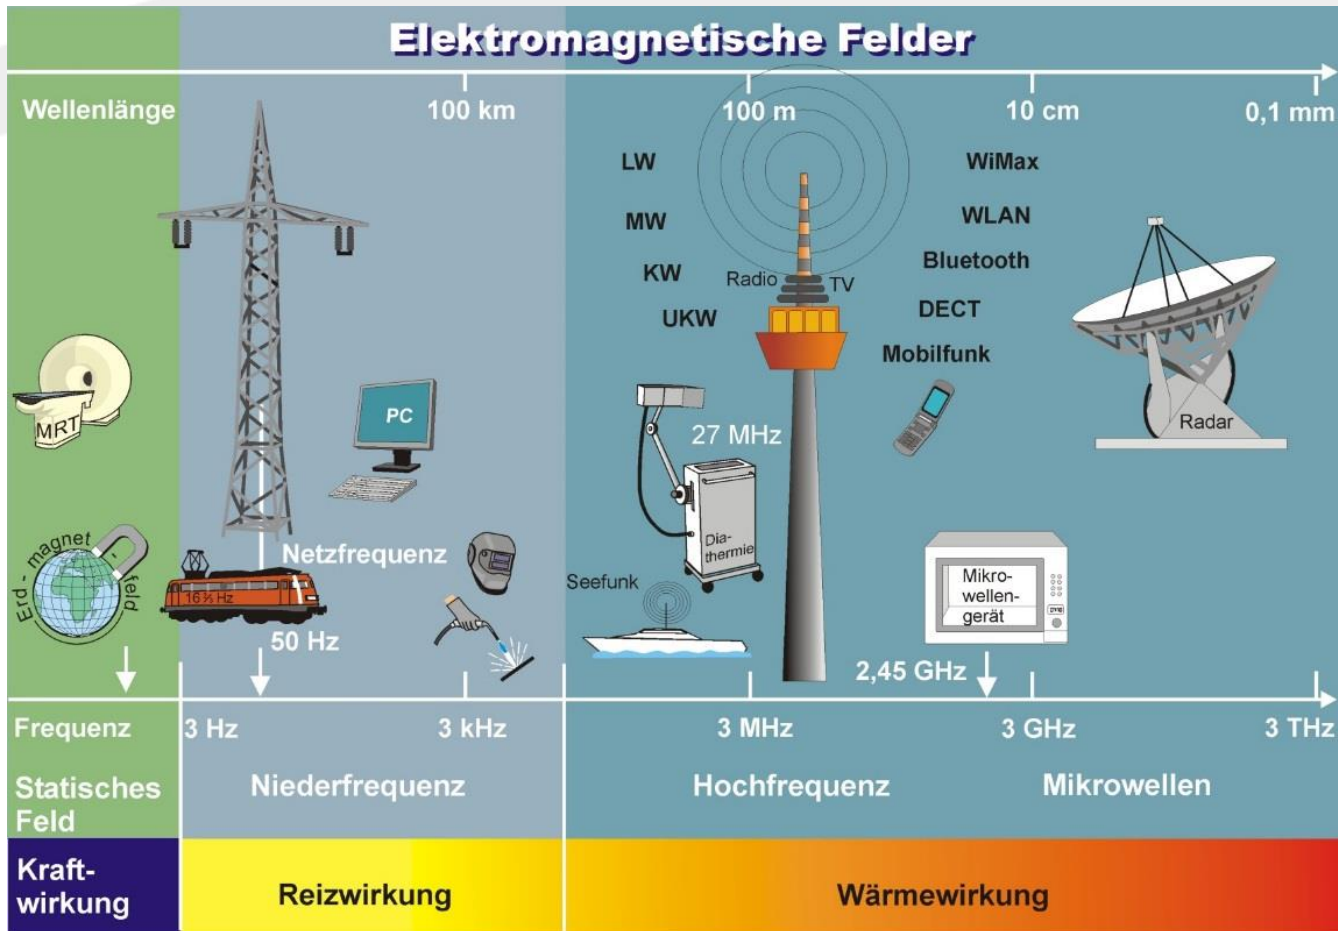 Elektromagnetische Felder
Wellenlänge
100 km
100 m
10 cm
0,1 mm
LW
MW
KW
UKW
Radio
TV
WiMax
WLAN
Bluetooth
DECT
Mobilfunk
Radar
MRT
PC
27 MHz
Dia-
thermie
Erd-magnet-feld
Netzfrequenz
16 ⅔ Hz
50 Hz
Seefunk
Mikro-
wellen-
gerät
2,45 GHz
Frequenz
3 Hz
3 kHz
3 MHz
3 GHz
3 THz
Statisches
Feld
Niederfrequenz
Hochfrequenz
Mikrowellen
Kraft-
wirkung
Reizwirkung
Wärmewirkung